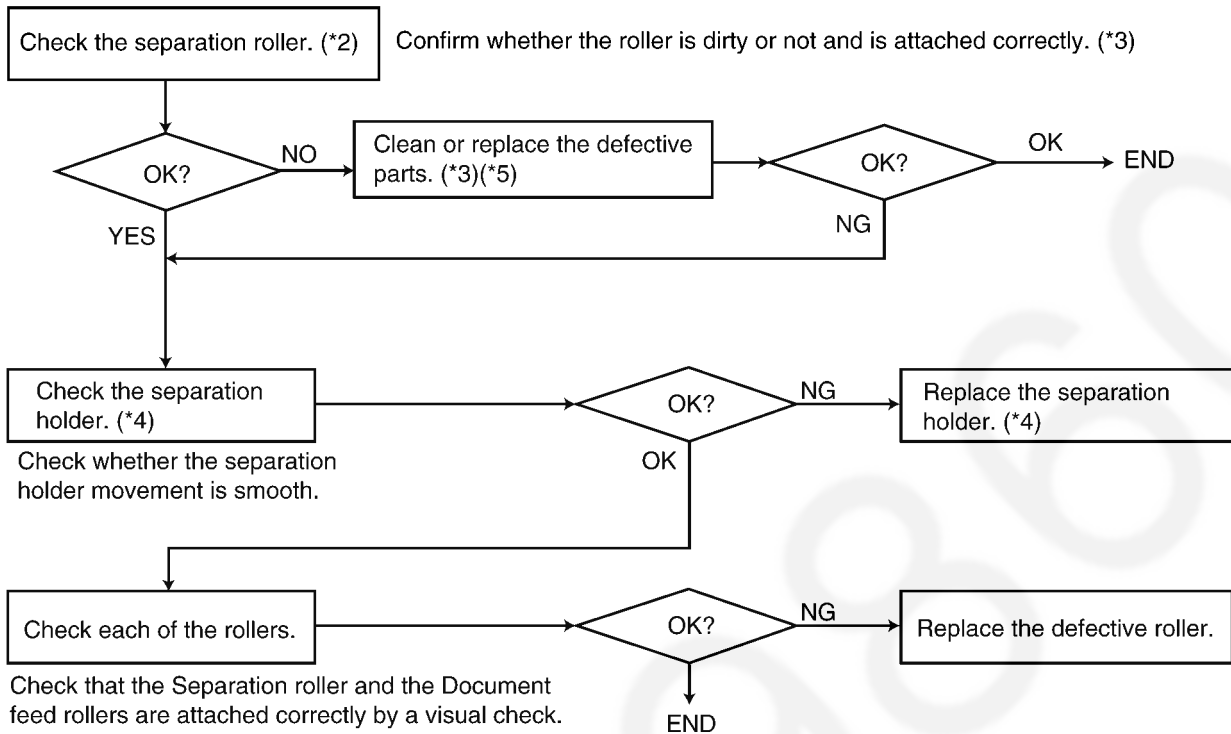 Check the separation roller. (*2)
Confirm whether the roller is dirty or not and is attached correctly. (*3)
OK?
NO
Clean or replace the defective
parts. (*3)(*5)
OK?
OK
END
YES
NG
Check the separation
holder. (*4)
OK?
NG
Replace the separation
holder. (*4)
Check whether the separation
holder movement is smooth.
OK
Check each of the rollers.
OK?
NG
Replace the defective roller.
Check that the Separation roller and the Document
feed rollers are attached correctly by a visual check.
END